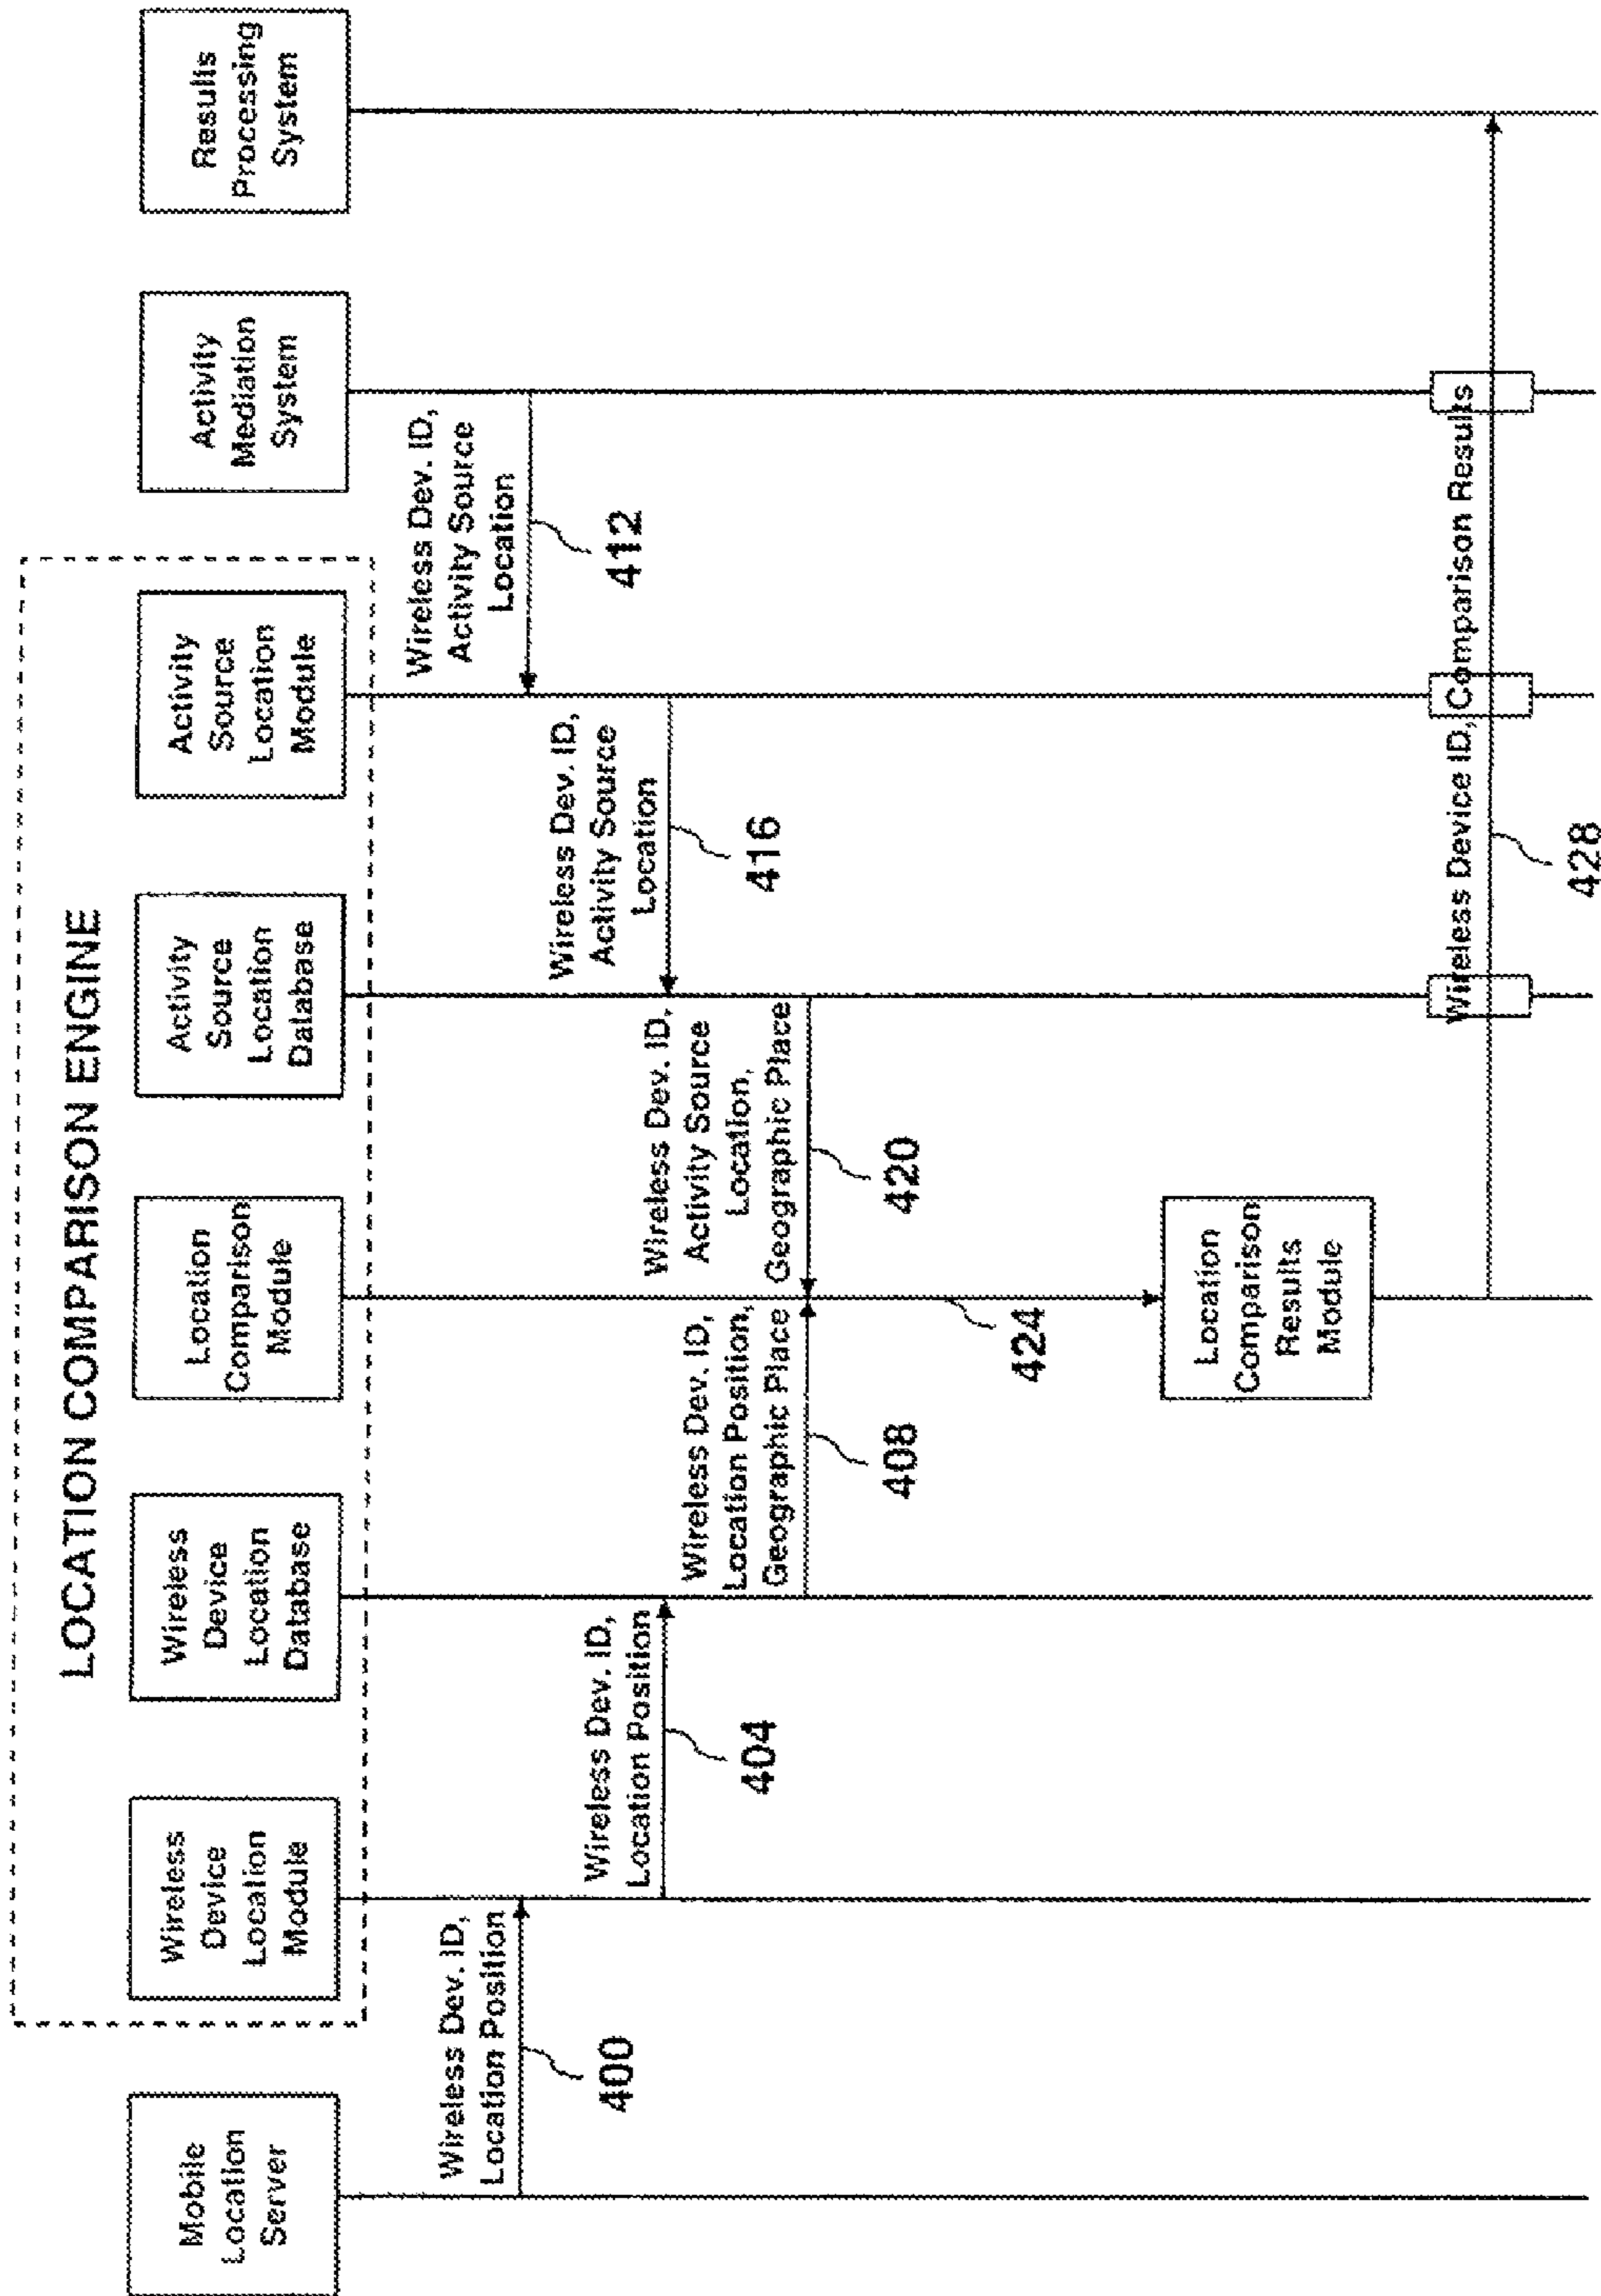 LOCATION COMPARISON ENGINE
Mobile
Location
Server
Wireless
Device
Location
Module
Wireless
Device
Location
Database
Location
Comparison
Module
Activity
Source
Location
Database
Activity
Source
Location
Module
Activity
Mediation
System
Results
Processing
System
Wireless Dev. ID,
Location Position
400
Wireless Dev. ID,
Activity Source
Location
412
Wireless Dev. ID,
Location Position
404
Wireless Dev. ID,
Activity Source
Location
416
Wireless Dev. ID,
Location Position,
Geographic Place
408
Wireless Dev. ID,
Activity Source
Location,
Geographic Place
420
424
Location
Comparison
Results
Module
Wireless Device ID, Comparison Results
428